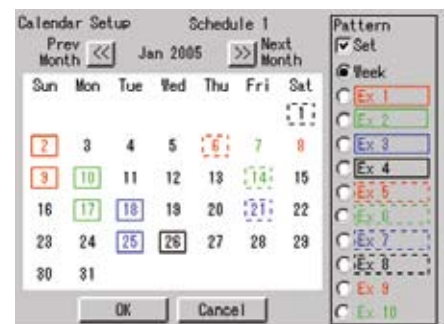 Calendar Setup Schedule 1
Prev Month << Jan 2005 >> Next Month
Sun Mon Tue Wed Thu Fri Sat
1
2 3 4 5 6 7 8
9 10 11 12 13 14 15
16 17 18 19 20 21 22
23 24 25 26 27 28 29
30 31
OK Cancel
Pattern
Set
Week
Ex 1
Ex 2
Ex 3
Ex 4
Ex 5
Ex 6
Ex 7
Ex 8
Ex 9
Ex 10